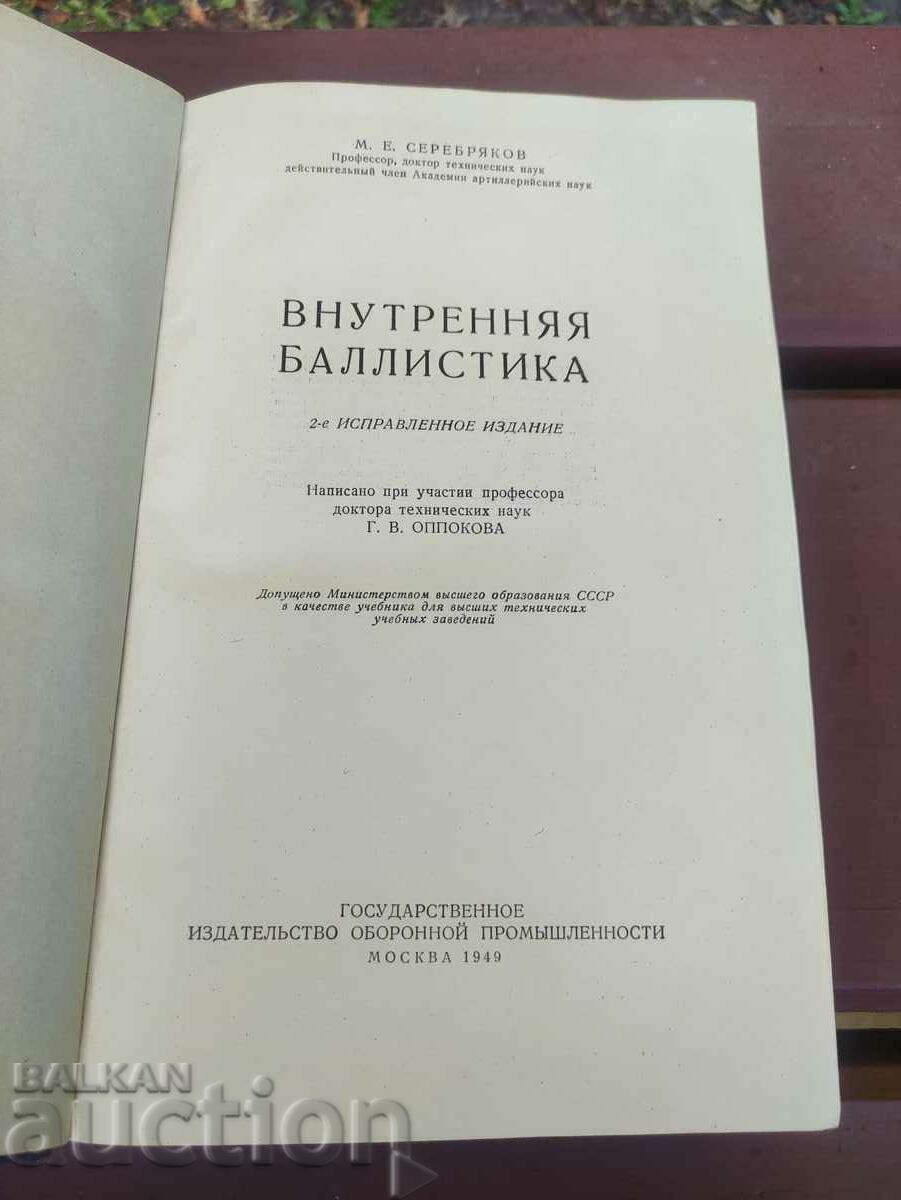 М. Е. СЕРЕБРЯКОВ
Профессор, доктор технических наук
действительный член Академии артиллерийских наук
ВНУТРЕННЯЯ
БАЛЛИСТИКА
2-е ИСПРАВЛЕННОЕ ИЗДАНИЕ
Написано при участии профессора
доктора технических наук
Г. В. ОППОКОВА
Допущено Министерством высшего образования СССР
в качестве учебника для высших технических
учебных заведений
ГОСУДАРСТВЕННОЕ
ИЗДАТЕЛЬСТВО ОБОРОННОЙ ПРОМЫШЛЕННОСТИ
МОСКВА 1949
BALKAN
auction